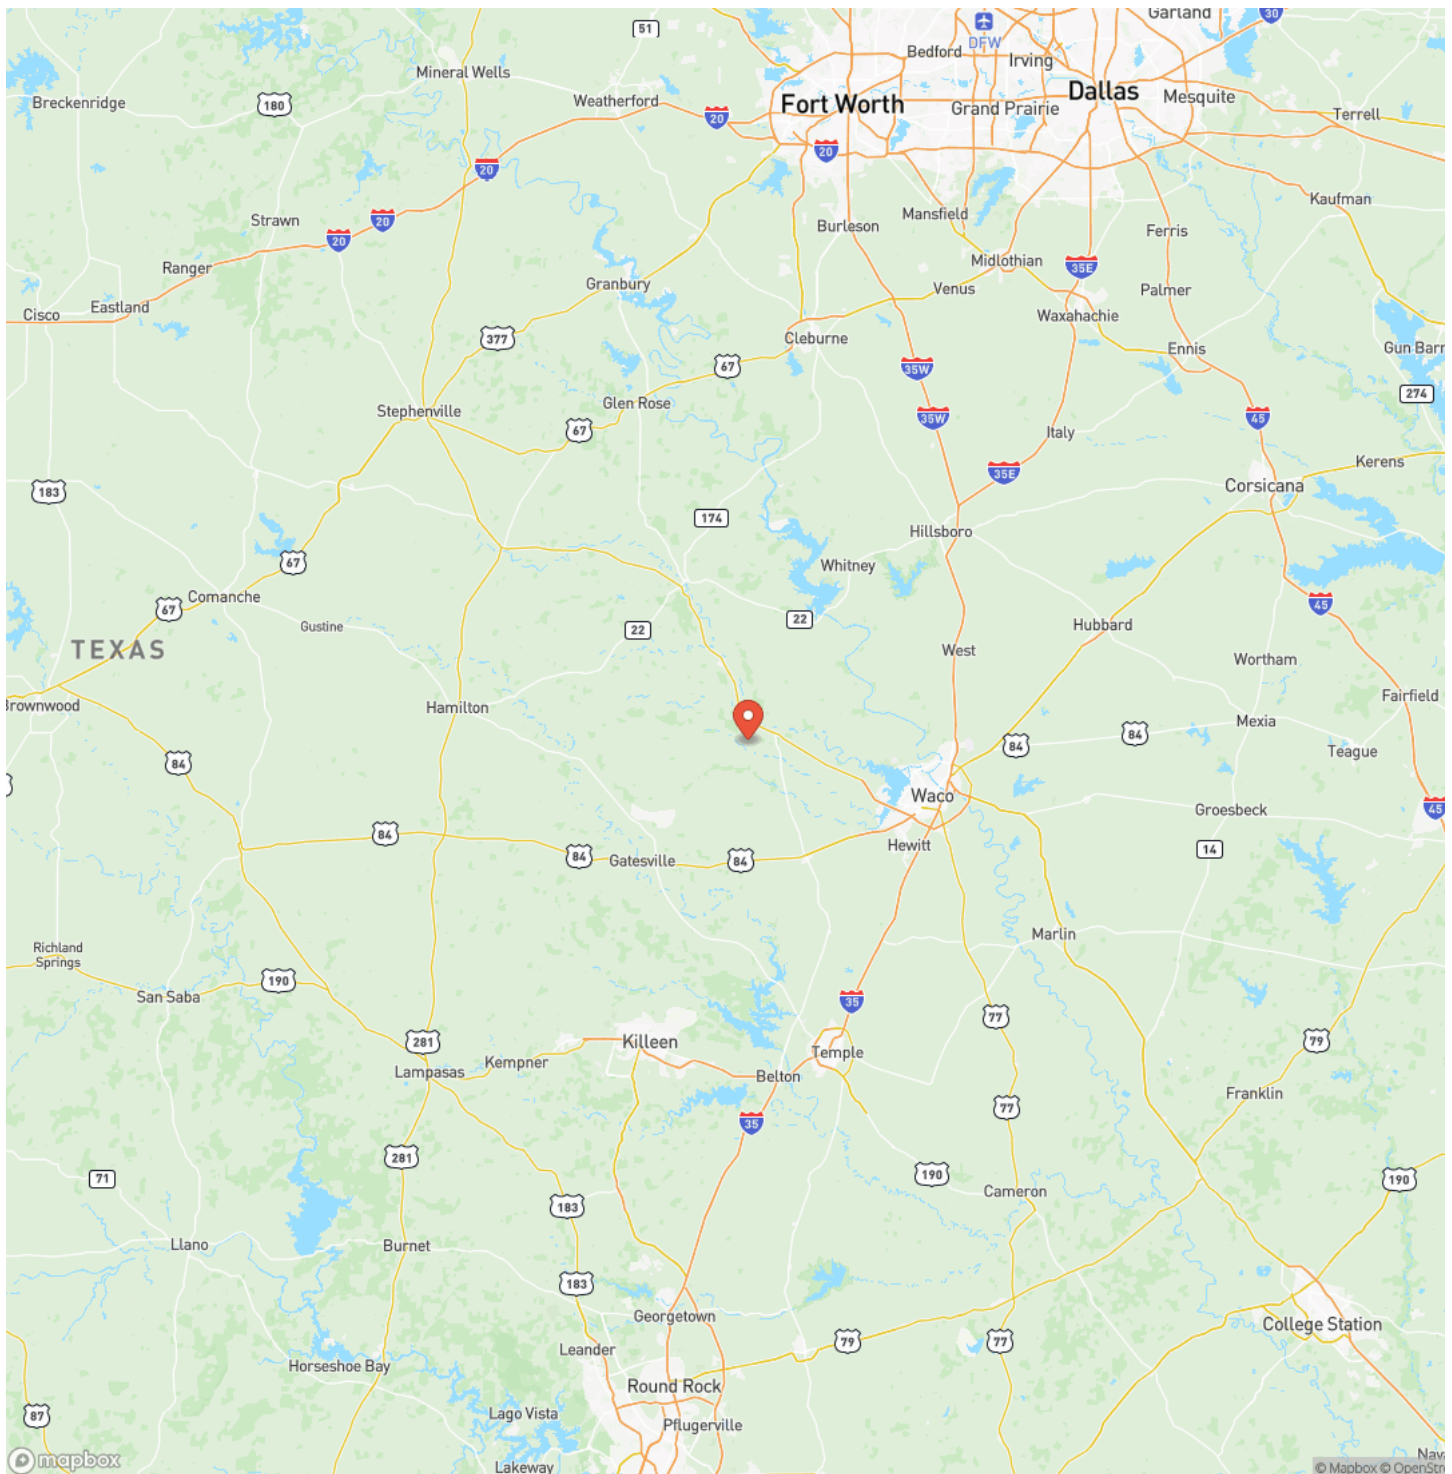 Garland
30
51
DFW
Bedford
Irving
Mineral Wells
Breckenridge
180
Weatherford
20
Fort Worth
Grand Prairie
Dallas
Mesquite
Terrell
20
20
Strawn
20
Ranger
20
Burleson
Mansfield
Kaufman
Ferris
Midlothian
35E
Granbury
Venus
Palmer
Cisco
Eastland
Waxahachie
377
Cleburne
Ennis
Gun Barr
67
35W
274
Stephenville
Glen Rose
35W
45
67
Italy
35E
Kerens
183
Corsicana
174
Hillsboro
67
Whitney
Comanche
67
22
45
Gustine
22
Hubbard
TEXAS
West
Wortham
Brownwood
Hamilton
Fairfield
84
84
84
Mexia
Teague
84
Waco
Groesbeck
45
84
84
Gatesville
84
Hewitt
14
Richland
Springs
Marlin
190
San Saba
35
77
281
Killeen
Temple
79
Kempner
Lampasas
Belton
Franklin
35
77
281
71
190
190
183
Cameron
Llano
Burnet
183
Georgetown
College Station
79
77
Leander
Horseshoe Bay
Round Rock
87
Lago Vista
Pflugerville
mapbox
Lakeway
Nav
© Mapbox © OpenStr